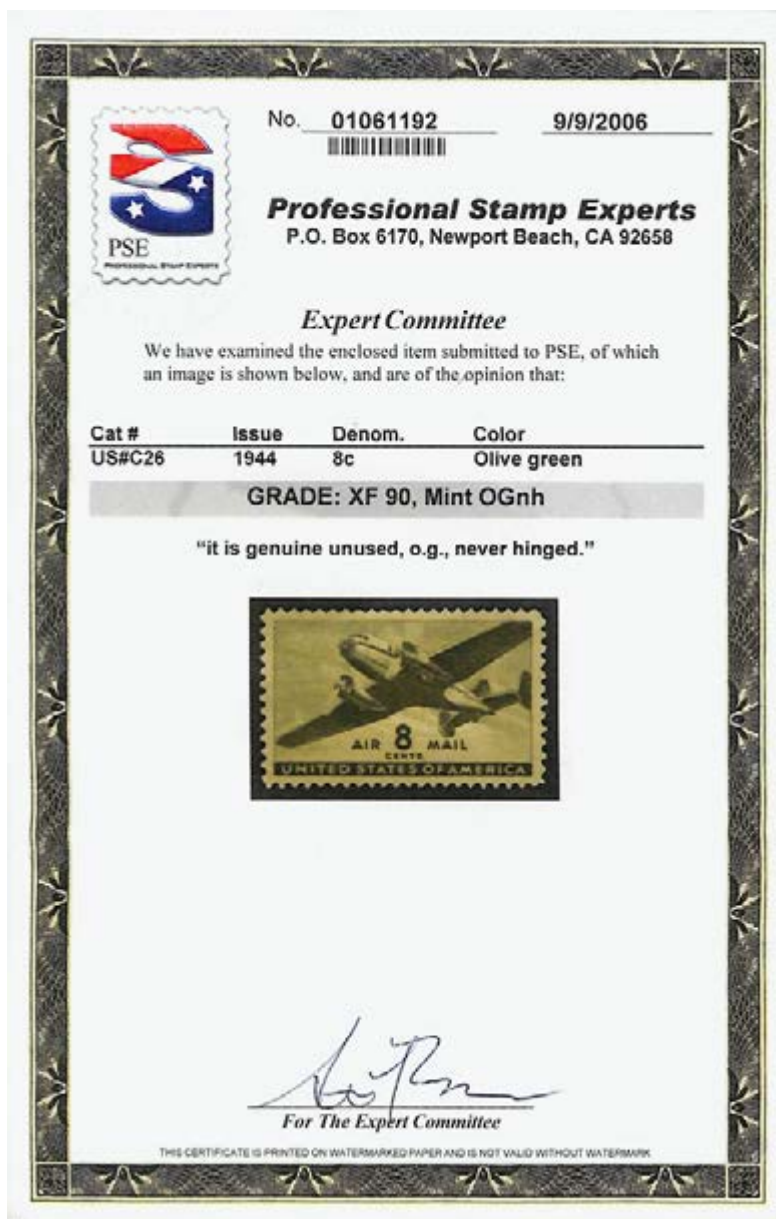 No. 01061192 9/9/2006
PSE
PROFESSIONAL STAMP EXPERTS
Professional Stamp Experts
P.O. Box 6170, Newport Beach, CA 92658
Expert Committee
We have examined the enclosed item submitted to PSE, of which
an image is shown below, and are of the opinion that:
Cat # Issue Denom. Color
US#C26 1944 8c Olive green
GRADE: XF 90, Mint OGnh
“it is genuine unused, o.g., never hinged.”
AIR 8 MAIL
CENTS
UNITED STATES OF AMERICA
For The Expert Committee
THIS CERTIFICATE IS PRINTED ON WATERMARKED PAPER AND IS NOT VALID WITHOUT WATERMARK